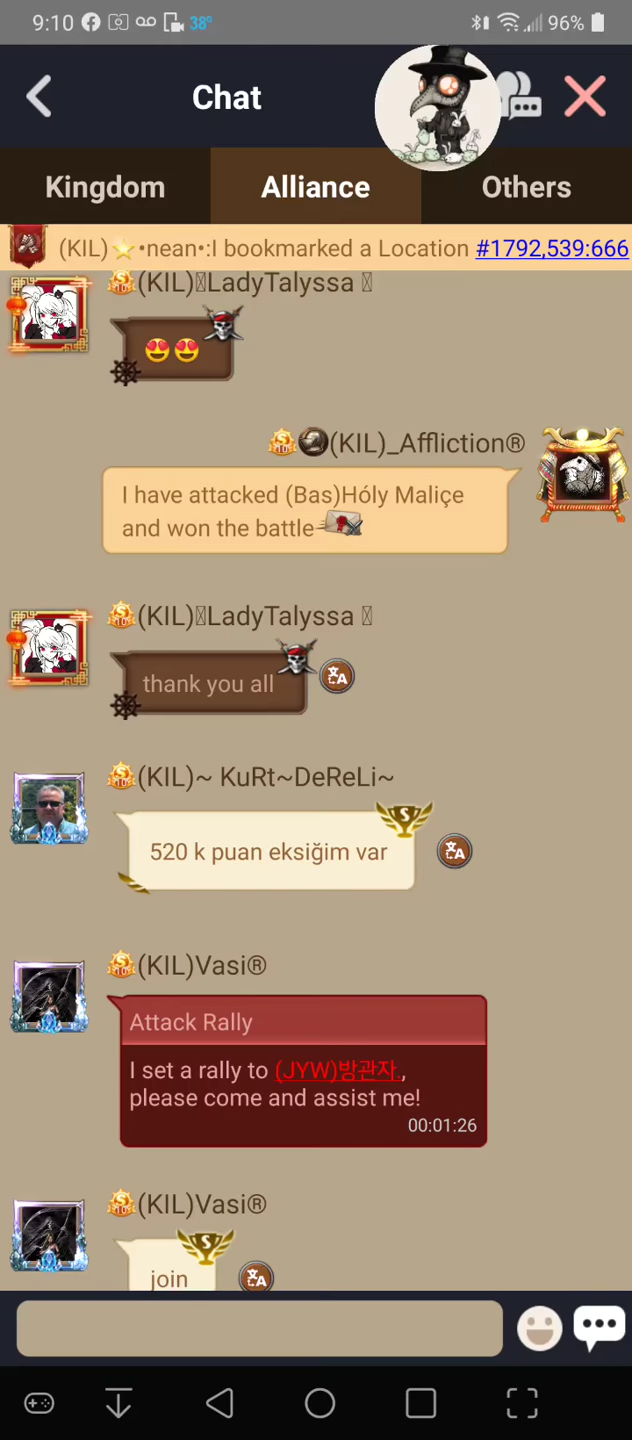 9:10 38° 96%
Chat
Kingdom Alliance Others
(KIL)⭐•nean•:I bookmarked a Location #1792,539:666
(KIL)LadyTalyssa
😍😍
(KIL)_Affliction®
I have attacked (Bas)Hóly Maliçe
and won the battle
(KIL)LadyTalyssa
thank you all
(KIL)~ KuRt~DeReLi~
520 k puan eksiğim var
(KIL)Vasi®
Attack Rally
I set a rally to (JYW)방관자.,
please come and assist me!
00:01:26
(KIL)Vasi®
join